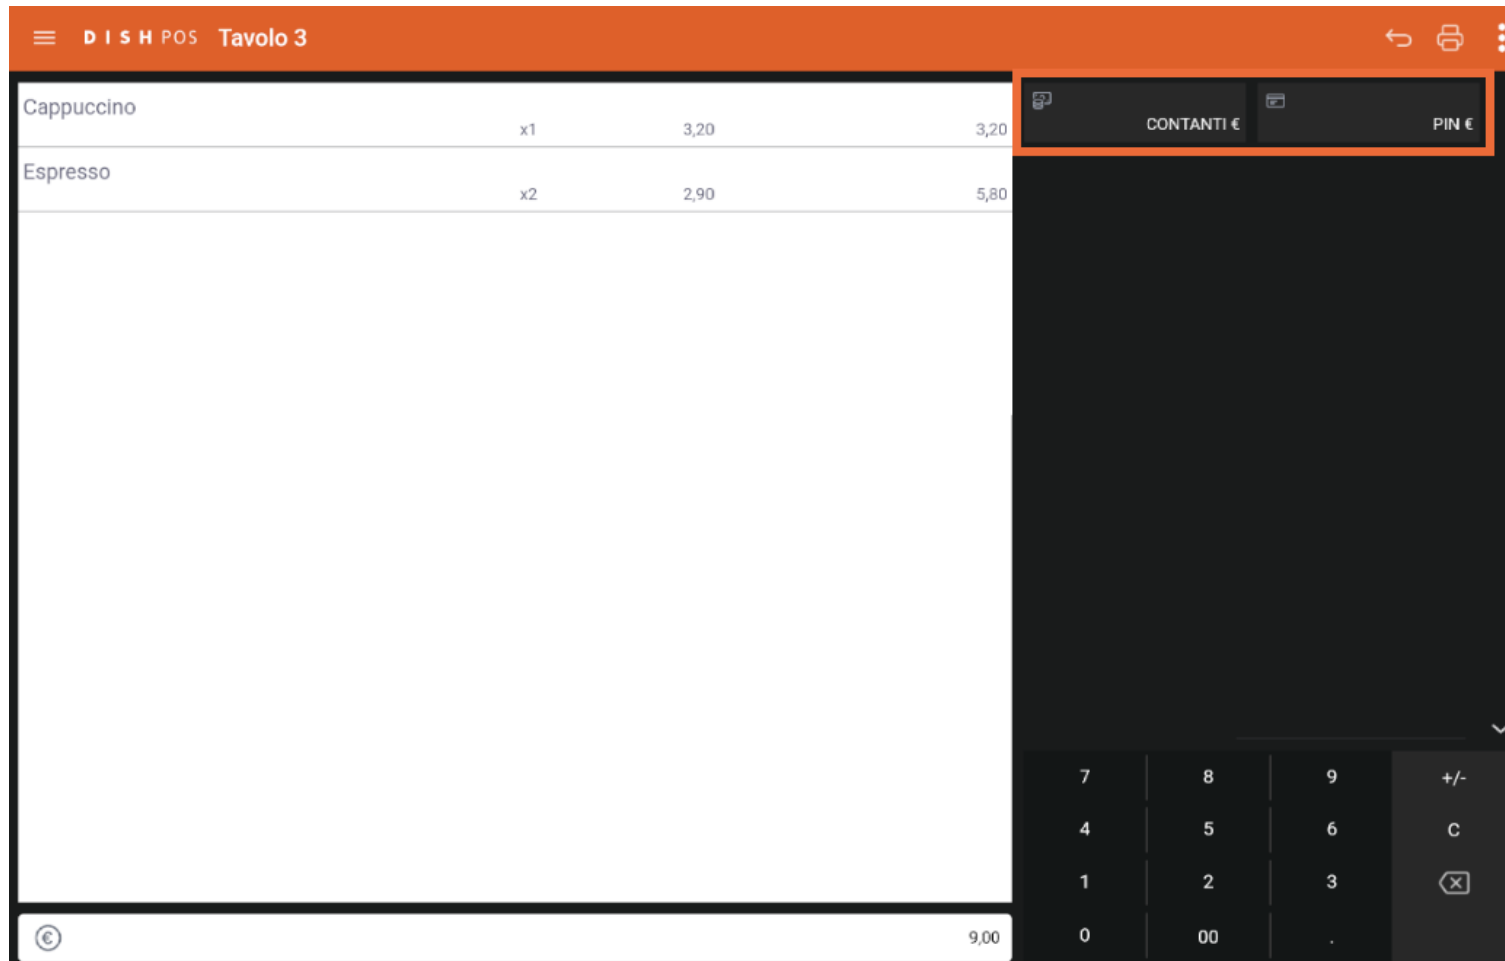 DISH POS Tavolo 3
Cappuccino
x1 3,20 3,20
Espresso
x2 2,90 5,80
€ 9,00
CONTANTI € PIN €
7 8 9 +/-
4 5 6 C
1 2 3
0 00 .